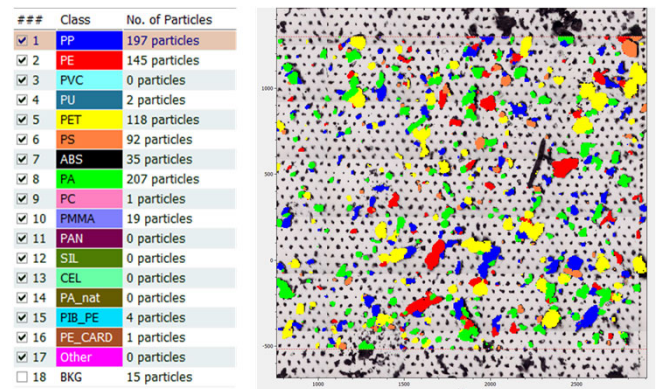 ### Class No. of Particles
1 PP 197 particles
2 PE 145 particles
3 PVC 0 particles
4 PU 2 particles
5 PET 118 particles
6 PS 92 particles
7 ABS 35 particles
8 PA 207 particles
9 PC 1 particles
10 PMMA 19 particles
11 PAN 0 particles
12 SIL 0 particles
13 CEL 0 particles
14 PA_nat 0 particles
15 PIB_PE 4 particles
16 PE_CARD 1 particles
17 Other 0 particles
18 BKG 15 particles
1000
500
0
-500
1000 1500 2000 2500